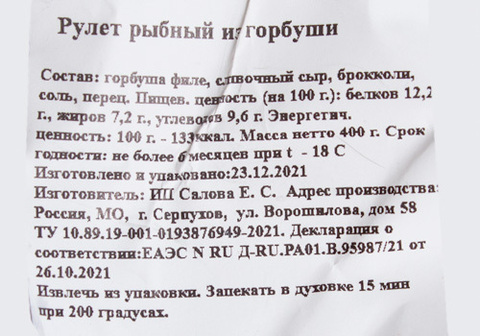 Рулет рыбный из горбуши
Состав: горбуша филе, сливочный сыр, брокколи,
соль, перец. Пищев. ценность (на 100 г.): белков 12,2
г., жиров 7,2 г., углеводов 9,6 г. Энергетич.
ценность: 100 г. - 133ккал. Масса нетто 400 г. Срок
годности: не более 6 месяцев при t - 18 С
Изготовлено и упаковано:23.12.2021
Изготовитель: ИП Салова Е. С. Адрес производства:
Россия, МО, г. Серпухов, ул. Ворошилова, дом 58
ТУ 10.89.19-001-0193876949-2021. Декларация о
соответствии:ЕАЭС N RU Д-RU.РА01.В.95987/21 от
26.10.2021
Извлечь из упаковки. Запекать в духовке 15 мин
при 200 градусах.